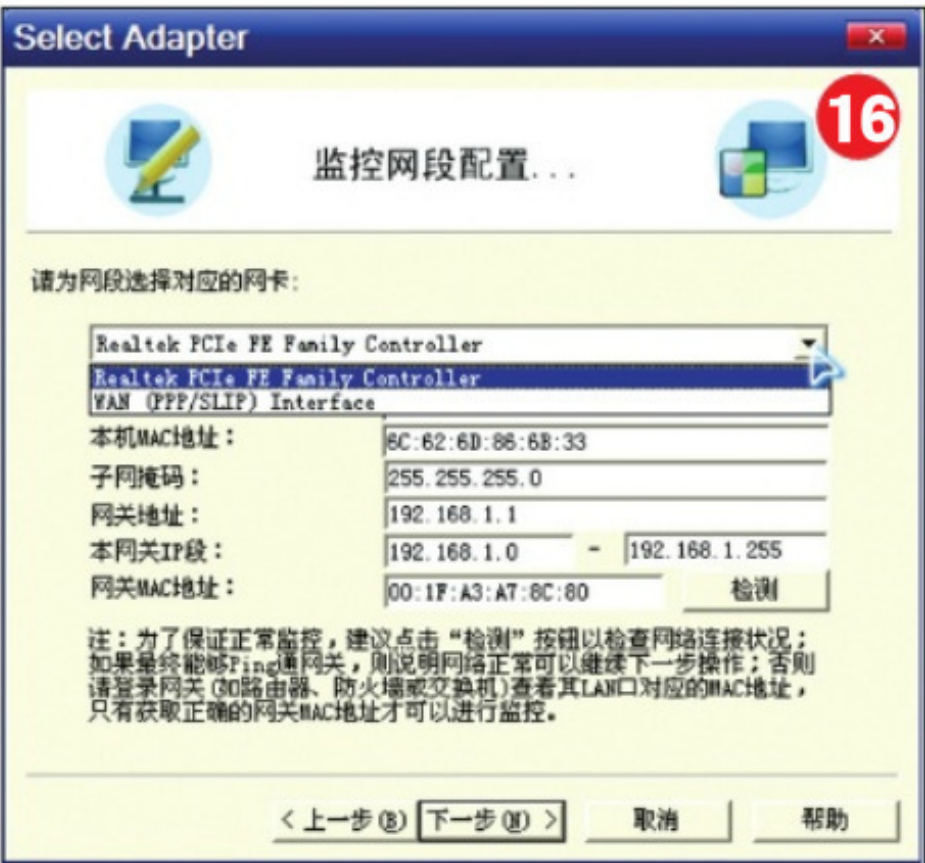 Select Adapter
16
监控网段配置...
请为网段选择对应的网卡:
Realtek PCIe FE Family Controller
Realtek PCIe FE Family Controller
WAN (PPP/SLIP) Interface
本机MAC地址： 6C:62:6D:86:6B:33
子网掩码： 255.255.255.0
网关地址： 192.168.1.1
本网关IP段： 192.168.1.0 - 192.168.1.255
网关MAC地址： 00:1F:A3:A7:8C:80 检测
注：为了保证正常监控，建议点击“检测”按钮以检查网络连接状况；
如果最终能够Ping通网关，则说明网络正常可以继续下一步操作；否则
请登录网关(如路由器、防火墙或交换机)查看其LAN口对应的MAC地址，
只有获取正确的网关MAC地址才可以进行监控。
<上一步(B) 下一步(N)> 取消 帮助